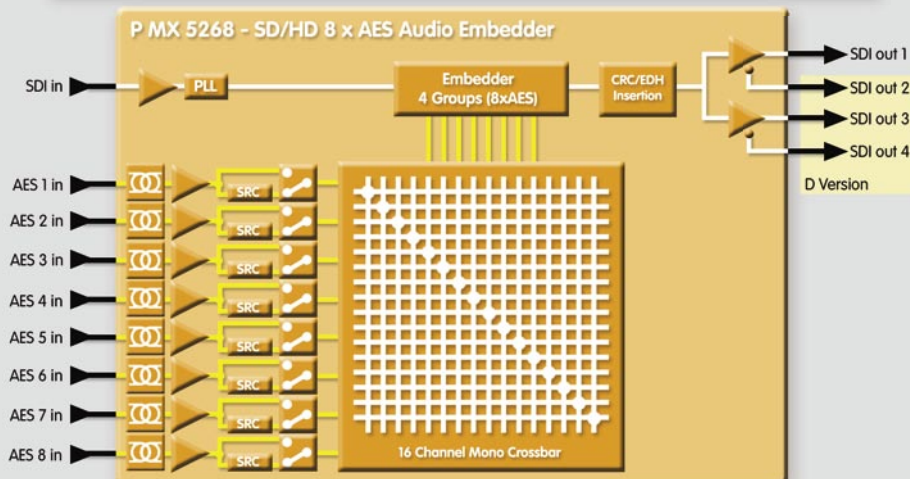 P MX 5268 - SD/HD 8 x AES Audio Embedder
SDI in
PLL
Embedder
4 Groups (8xAES)
CRC/EDH
Insertion
SDI out 1
SDI out 2
SDI out 3
SDI out 4
D Version
AES 1 in
SRC
AES 2 in
SRC
AES 3 in
SRC
AES 4 in
SRC
AES 5 in
SRC
AES 6 in
SRC
AES 7 in
SRC
AES 8 in
SRC
16 Channel Mono Crossbar